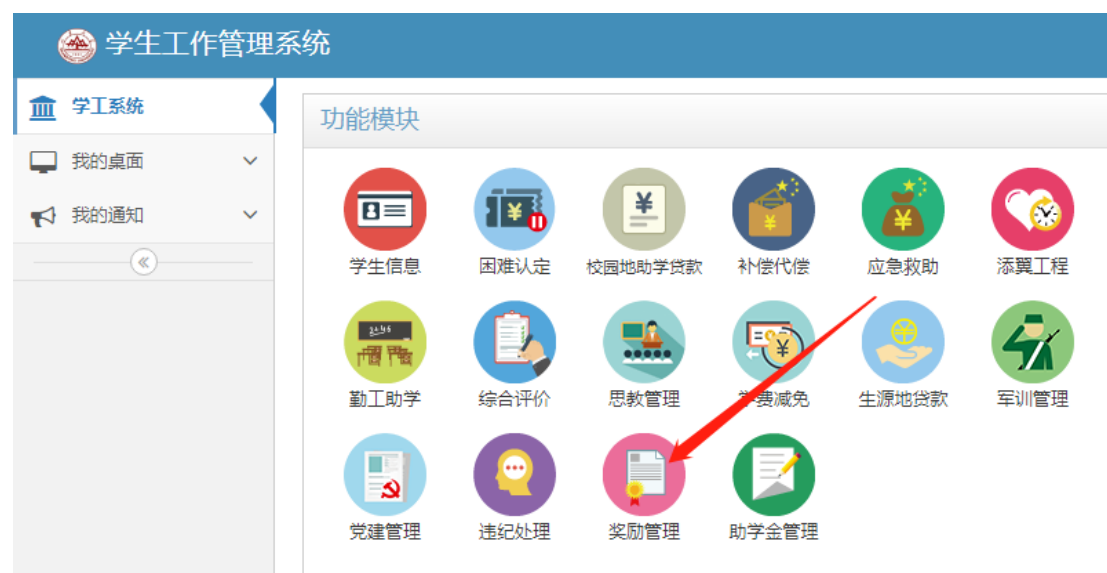 学生工作管理系统
学工系统
我的桌面
我的通知
功能模块
学生信息
困难认定
校园地助学贷款
补偿代偿
应急救助
添翼工程
勤工助学
综合评价
思教管理
学费减免
生源地贷款
军训管理
党建管理
违纪处理
奖励管理
助学金管理